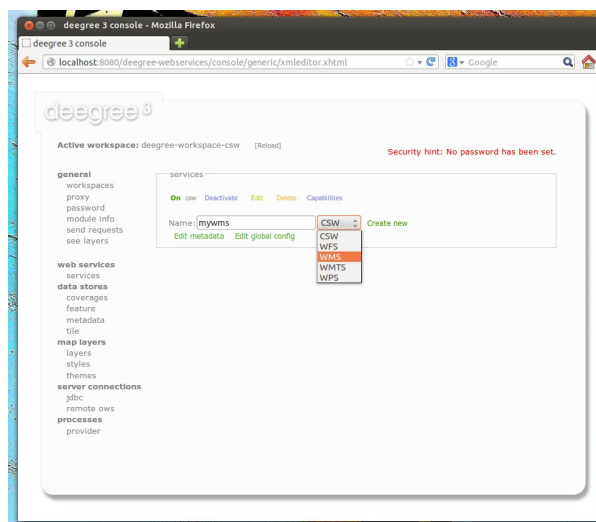 deegree 3 console - Mozilla Firefox
deegree 3 console
localhost:8080/deegree-webservices/console/generic/xmleditor.xhtml
Google
deegree 3
Active workspace: deegree-workspace-csw [Reload]
Security hint: No password has been set.
general
workspaces
proxy
password
module info
send requests
see layers
web services
services
data stores
coverages
feature
metadata
tile
map layers
layers
styles
themes
server connections
jdbc
remote ows
processes
provider
services
On csw Deactivate Edit Delete Capabilities
Name: mywms CSW Create new
Edit metadata Edit global config
CSW
WFS
WMS
WMTS
WPS